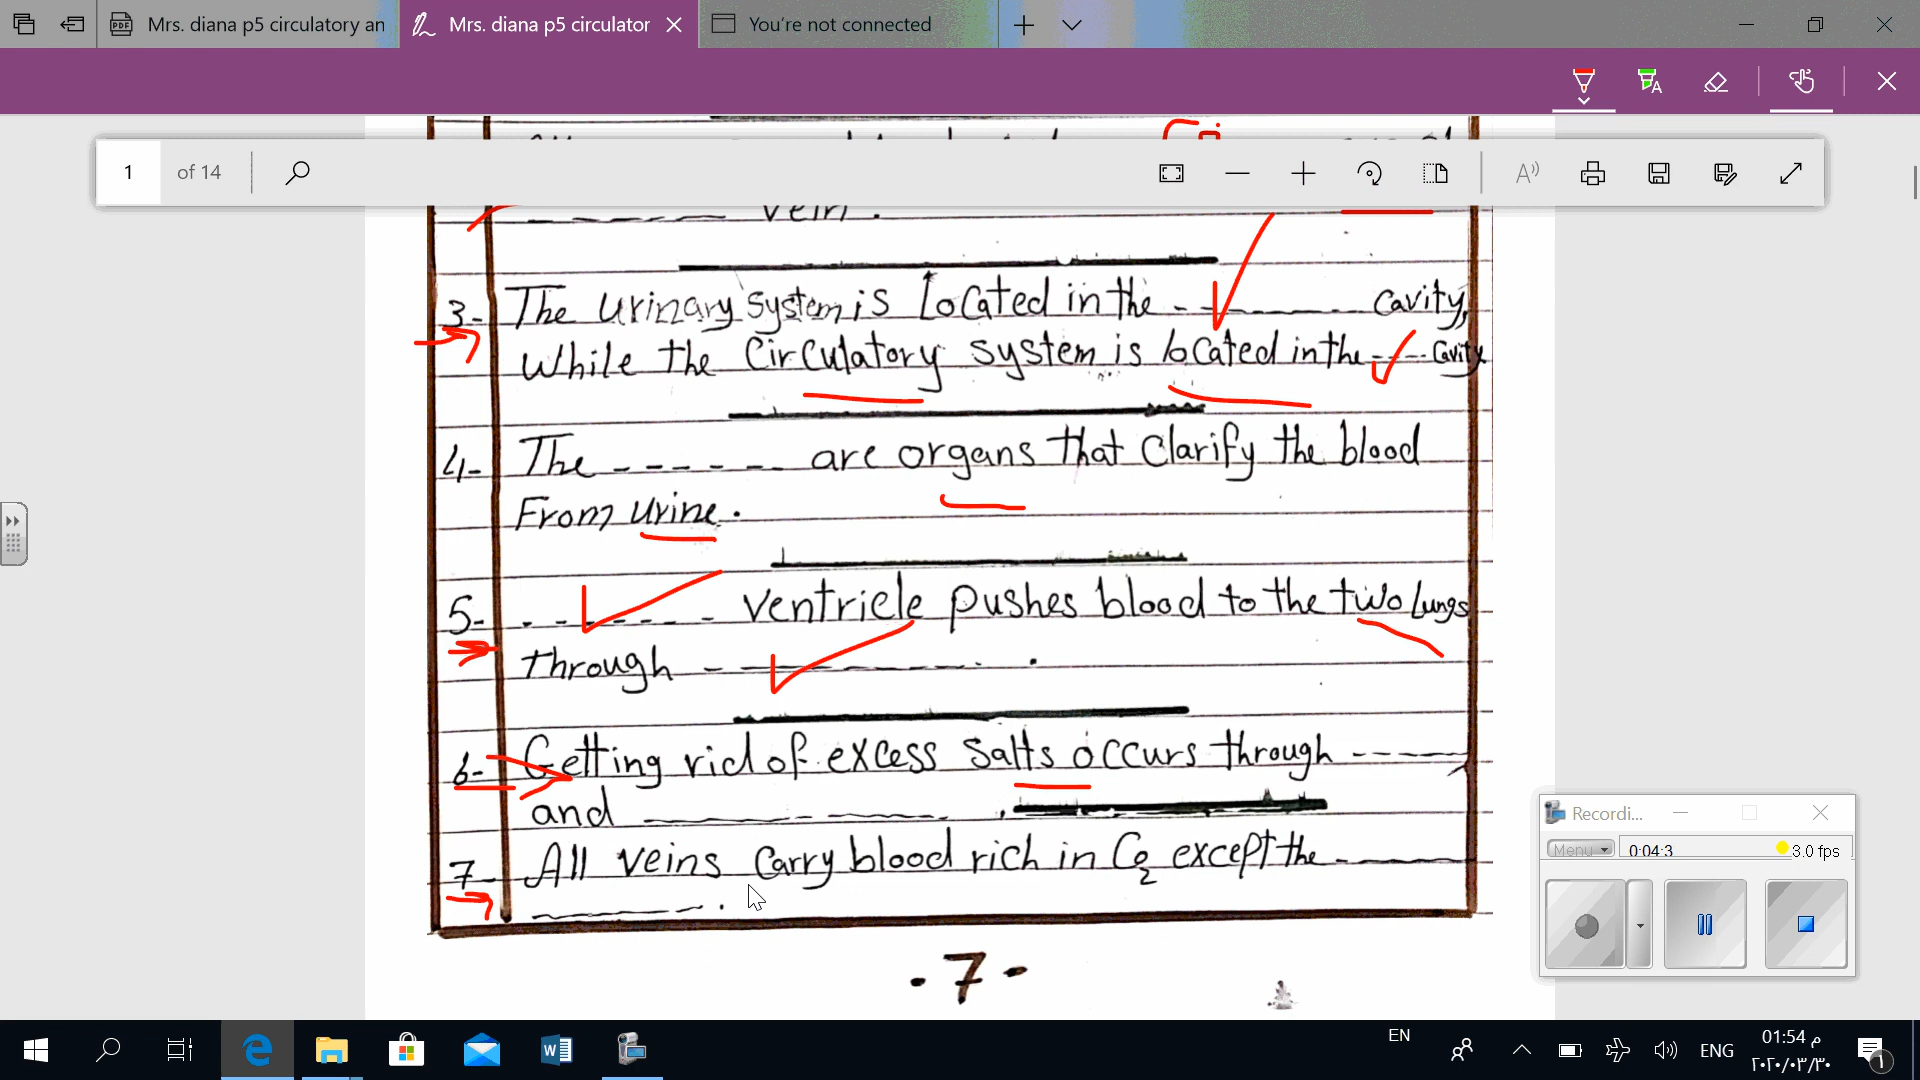 Mrs. diana p5 circulatory an
Mrs. diana p5 circulator
You're not connected
1 of 14
_ _ _ _ _ _ vein .
3- The urinary system is located in the - - - - - - - Cavity,
While the Circulatory system is located in the - - - - Cavity
4- The - - - - - - are organs that Clarify the blood
From urine .
5- - - - - - - - ventricle pushes blood to the two lungs
through - - - - - - - - .
6- Getting rid of excess Salts occurs through - - - - -
and - - - - - - - .
7- All veins Carry blood rich in Co2 except the - - - - -
- - - - - - .
- 7 -
Recordi...
Menu
0:04:3
3.0 fps
EN
ENG
01:54 م
٢٠٢٠/٠٣/٣٠
1